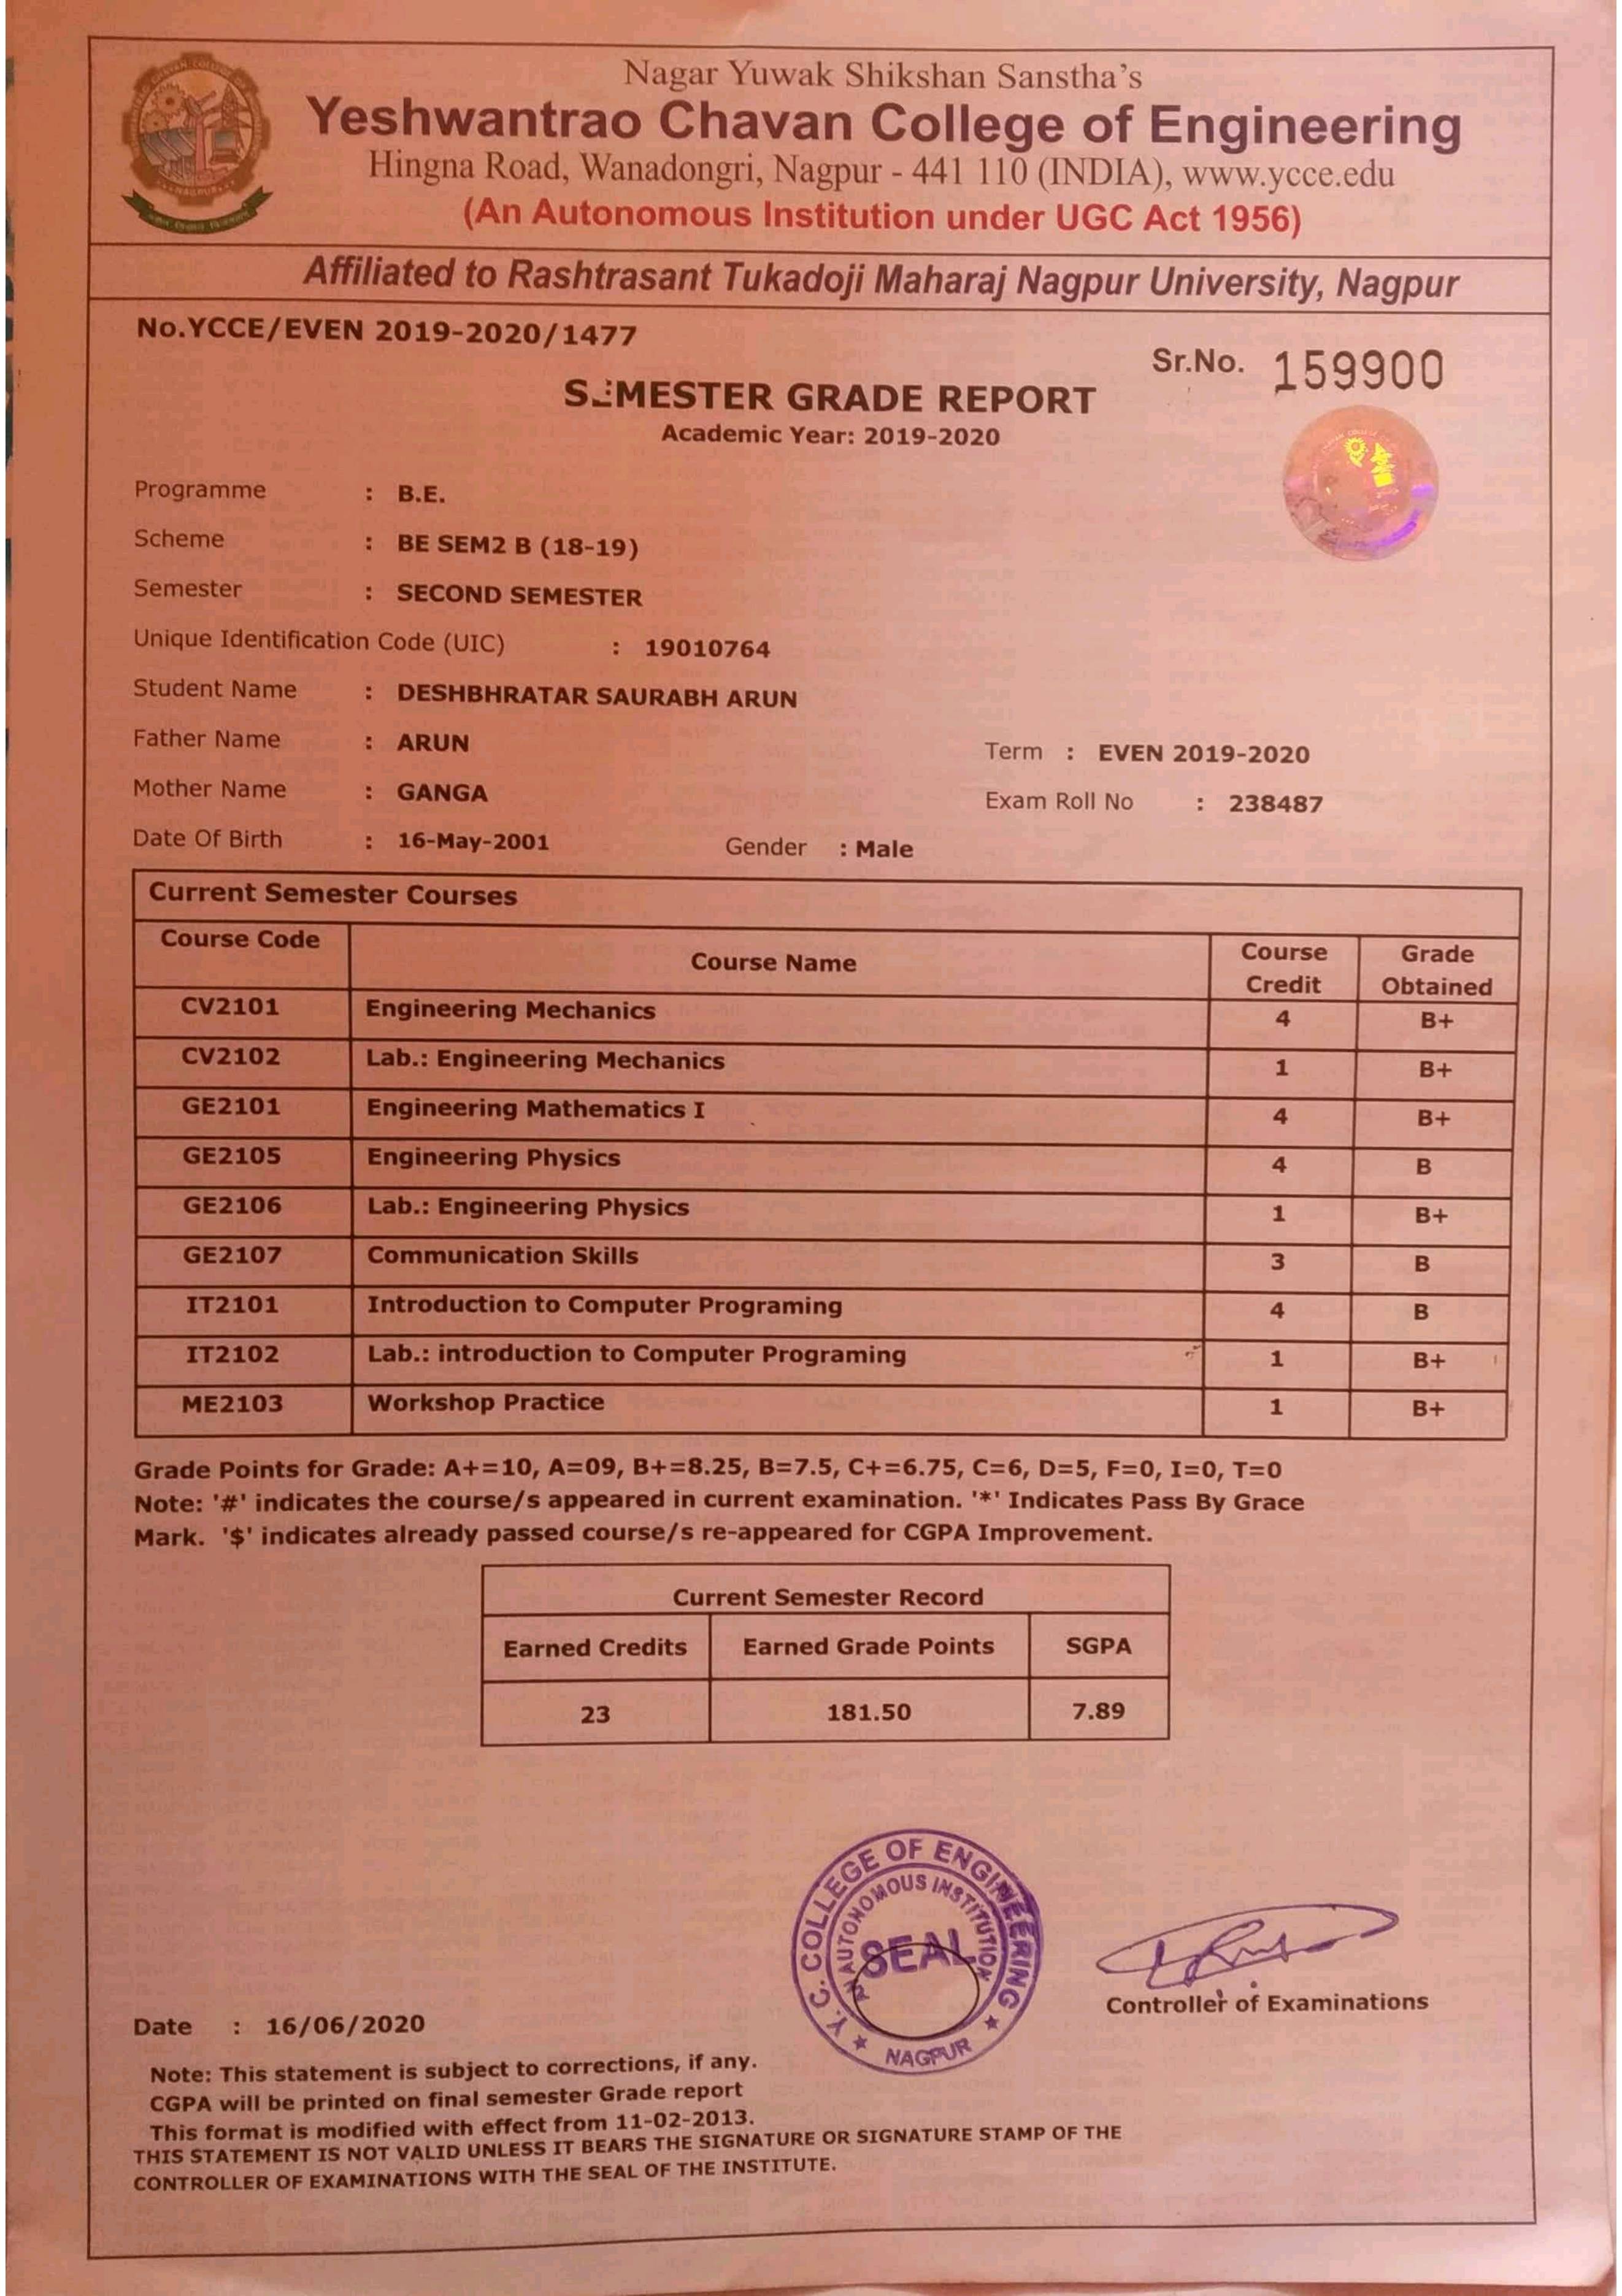 Nagar Yuwak Shikshan Sanstha's
Yeshwantrao Chavan College of Engineering
Hingna Road, Wanadongri, Nagpur - 441 110 (INDIA), www.ycce.edu
(An Autonomous Institution under UGC Act 1956)
Affiliated to Rashtrasant Tukadoji Maharaj Nagpur University, Nagpur
No.YCCE/EVEN 2019-2020/1477
Sr.No. 159900
SEMESTER GRADE REPORT
Academic Year: 2019-2020
Programme : B.E.
Scheme : BE SEM2 B (18-19)
Semester : SECOND SEMESTER
Unique Identification Code (UIC) : 19010764
Student Name : DESHBHRATAR SAURABH ARUN
Father Name : ARUN Term : EVEN 2019-2020
Mother Name : GANGA Exam Roll No : 238487
Date Of Birth : 16-May-2001 Gender : Male
Current Semester Courses
Course Code Course Name Course Credit Grade Obtained
CV2101 Engineering Mechanics 4 B+
CV2102 Lab.: Engineering Mechanics 1 B+
GE2101 Engineering Mathematics I 4 B+
GE2105 Engineering Physics 4 B
GE2106 Lab.: Engineering Physics 1 B+
GE2107 Communication Skills 3 B
IT2101 Introduction to Computer Programing 4 B
IT2102 Lab.: introduction to Computer Programing 1 B+
ME2103 Workshop Practice 1 B+
Grade Points for Grade: A+=10, A=09, B+=8.25, B=7.5, C+=6.75, C=6, D=5, F=0, I=0, T=0
Note: '#' indicates the course/s appeared in current examination. '*' Indicates Pass By Grace
Mark. '$' indicates already passed course/s re-appeared for CGPA Improvement.
Current Semester Record
Earned Credits Earned Grade Points SGPA
23 181.50 7.89
Y. C. COLLEGE OF ENGINEERING
AN AUTONOMOUS INSTITUTION
SEAL
★ NAGPUR ★
Controller of Examinations
Date : 16/06/2020
Note: This statement is subject to corrections, if any.
CGPA will be printed on final semester Grade report
This format is modified with effect from 11-02-2013.
THIS STATEMENT IS NOT VALID UNLESS IT BEARS THE SIGNATURE OR SIGNATURE STAMP OF THE
CONTROLLER OF EXAMINATIONS WITH THE SEAL OF THE INSTITUTE.